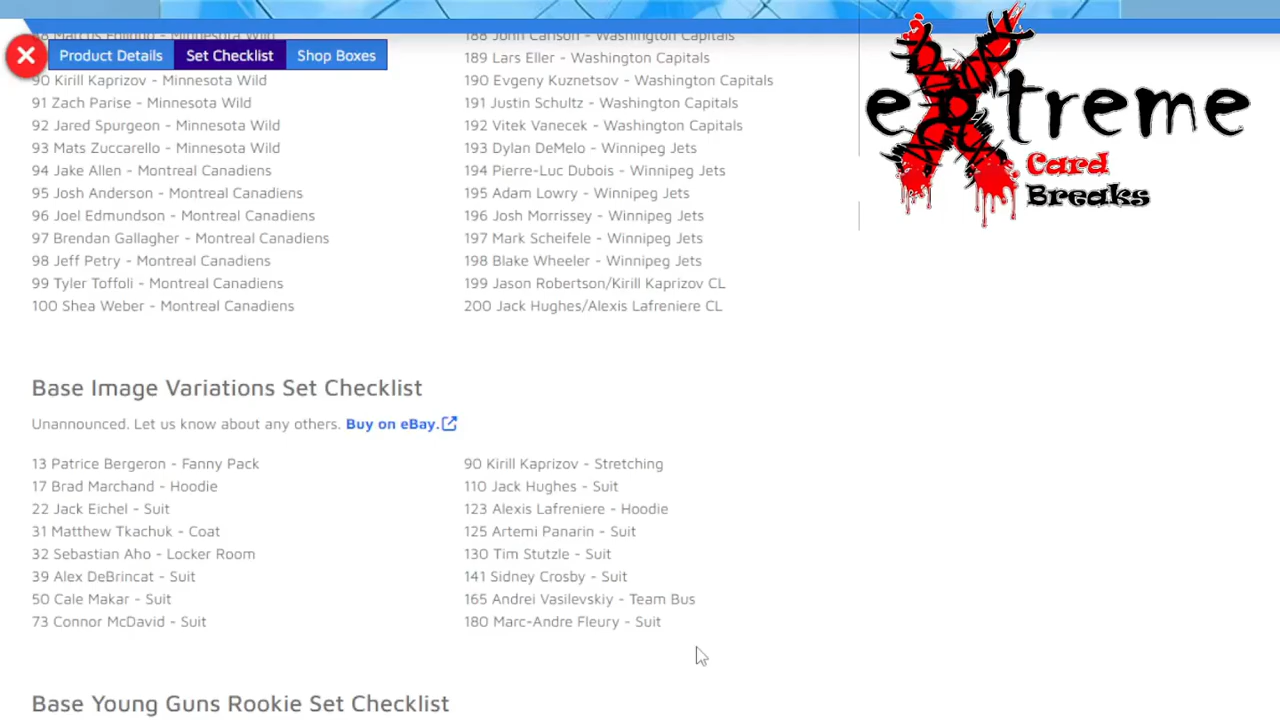 188 John Carlson - Washington Capitals
Product Details
Set Checklist
Shop Boxes
90 Kirill Kaprizov - Minnesota Wild
91 Zach Parise - Minnesota Wild
92 Jared Spurgeon - Minnesota Wild
93 Mats Zuccarello - Minnesota Wild
94 Jake Allen - Montreal Canadiens
95 Josh Anderson - Montreal Canadiens
96 Joel Edmundson - Montreal Canadiens
97 Brendan Gallagher - Montreal Canadiens
98 Jeff Petry - Montreal Canadiens
99 Tyler Toffoli - Montreal Canadiens
100 Shea Weber - Montreal Canadiens
189 Lars Eller - Washington Capitals
190 Evgeny Kuznetsov - Washington Capitals
191 Justin Schultz - Washington Capitals
192 Vitek Vanecek - Washington Capitals
193 Dylan DeMelo - Winnipeg Jets
194 Pierre-Luc Dubois - Winnipeg Jets
195 Adam Lowry - Winnipeg Jets
196 Josh Morrissey - Winnipeg Jets
197 Mark Scheifele - Winnipeg Jets
198 Blake Wheeler - Winnipeg Jets
199 Jason Robertson/Kirill Kaprizov CL
200 Jack Hughes/Alexis Lafreniere CL
eXtreme
Card
Breaks
Base Image Variations Set Checklist
Unannounced. Let us know about any others. Buy on eBay.
13 Patrice Bergeron - Fanny Pack
17 Brad Marchand - Hoodie
22 Jack Eichel - Suit
31 Matthew Tkachuk - Coat
32 Sebastian Aho - Locker Room
39 Alex DeBrincat - Suit
50 Cale Makar - Suit
73 Connor McDavid - Suit
90 Kirill Kaprizov - Stretching
110 Jack Hughes - Suit
123 Alexis Lafreniere - Hoodie
125 Artemi Panarin - Suit
130 Tim Stutzle - Suit
141 Sidney Crosby - Suit
165 Andrei Vasilevskiy - Team Bus
180 Marc-Andre Fleury - Suit
Base Young Guns Rookie Set Checklist